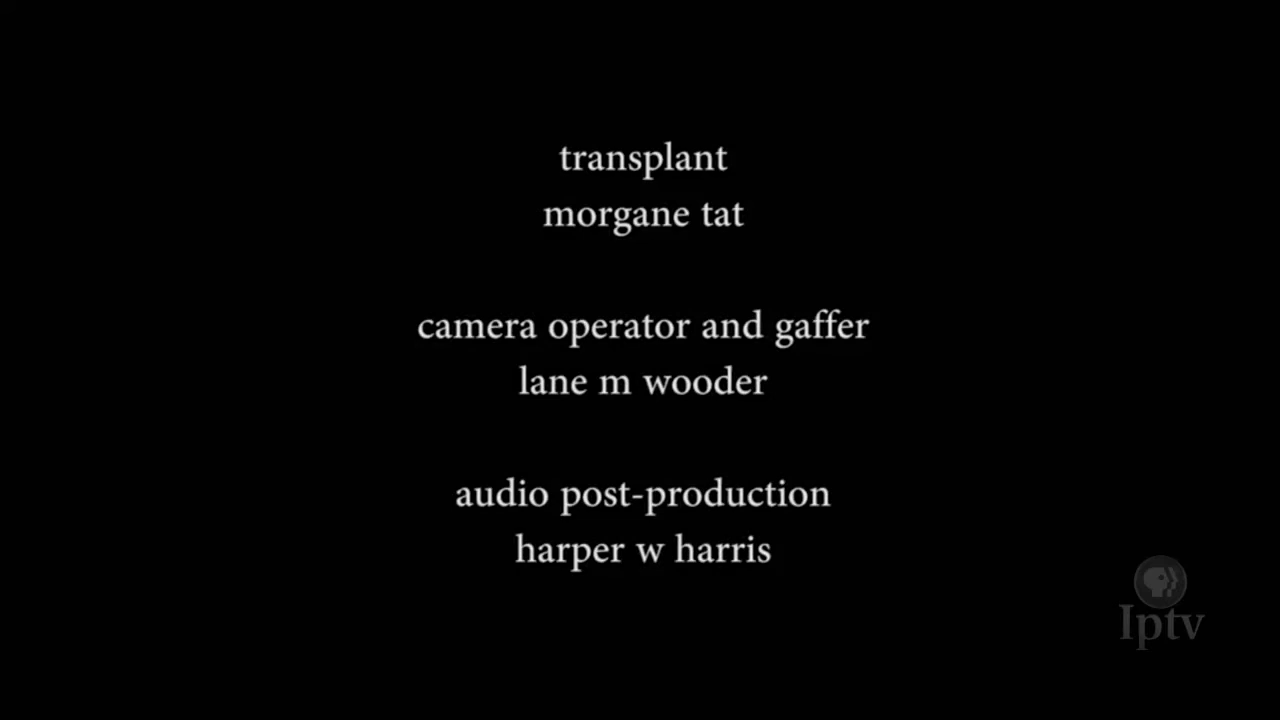 transplant
morgane tat
camera operator and gaffer
lane m wooder
audio post-production
harper w harris
Iptv